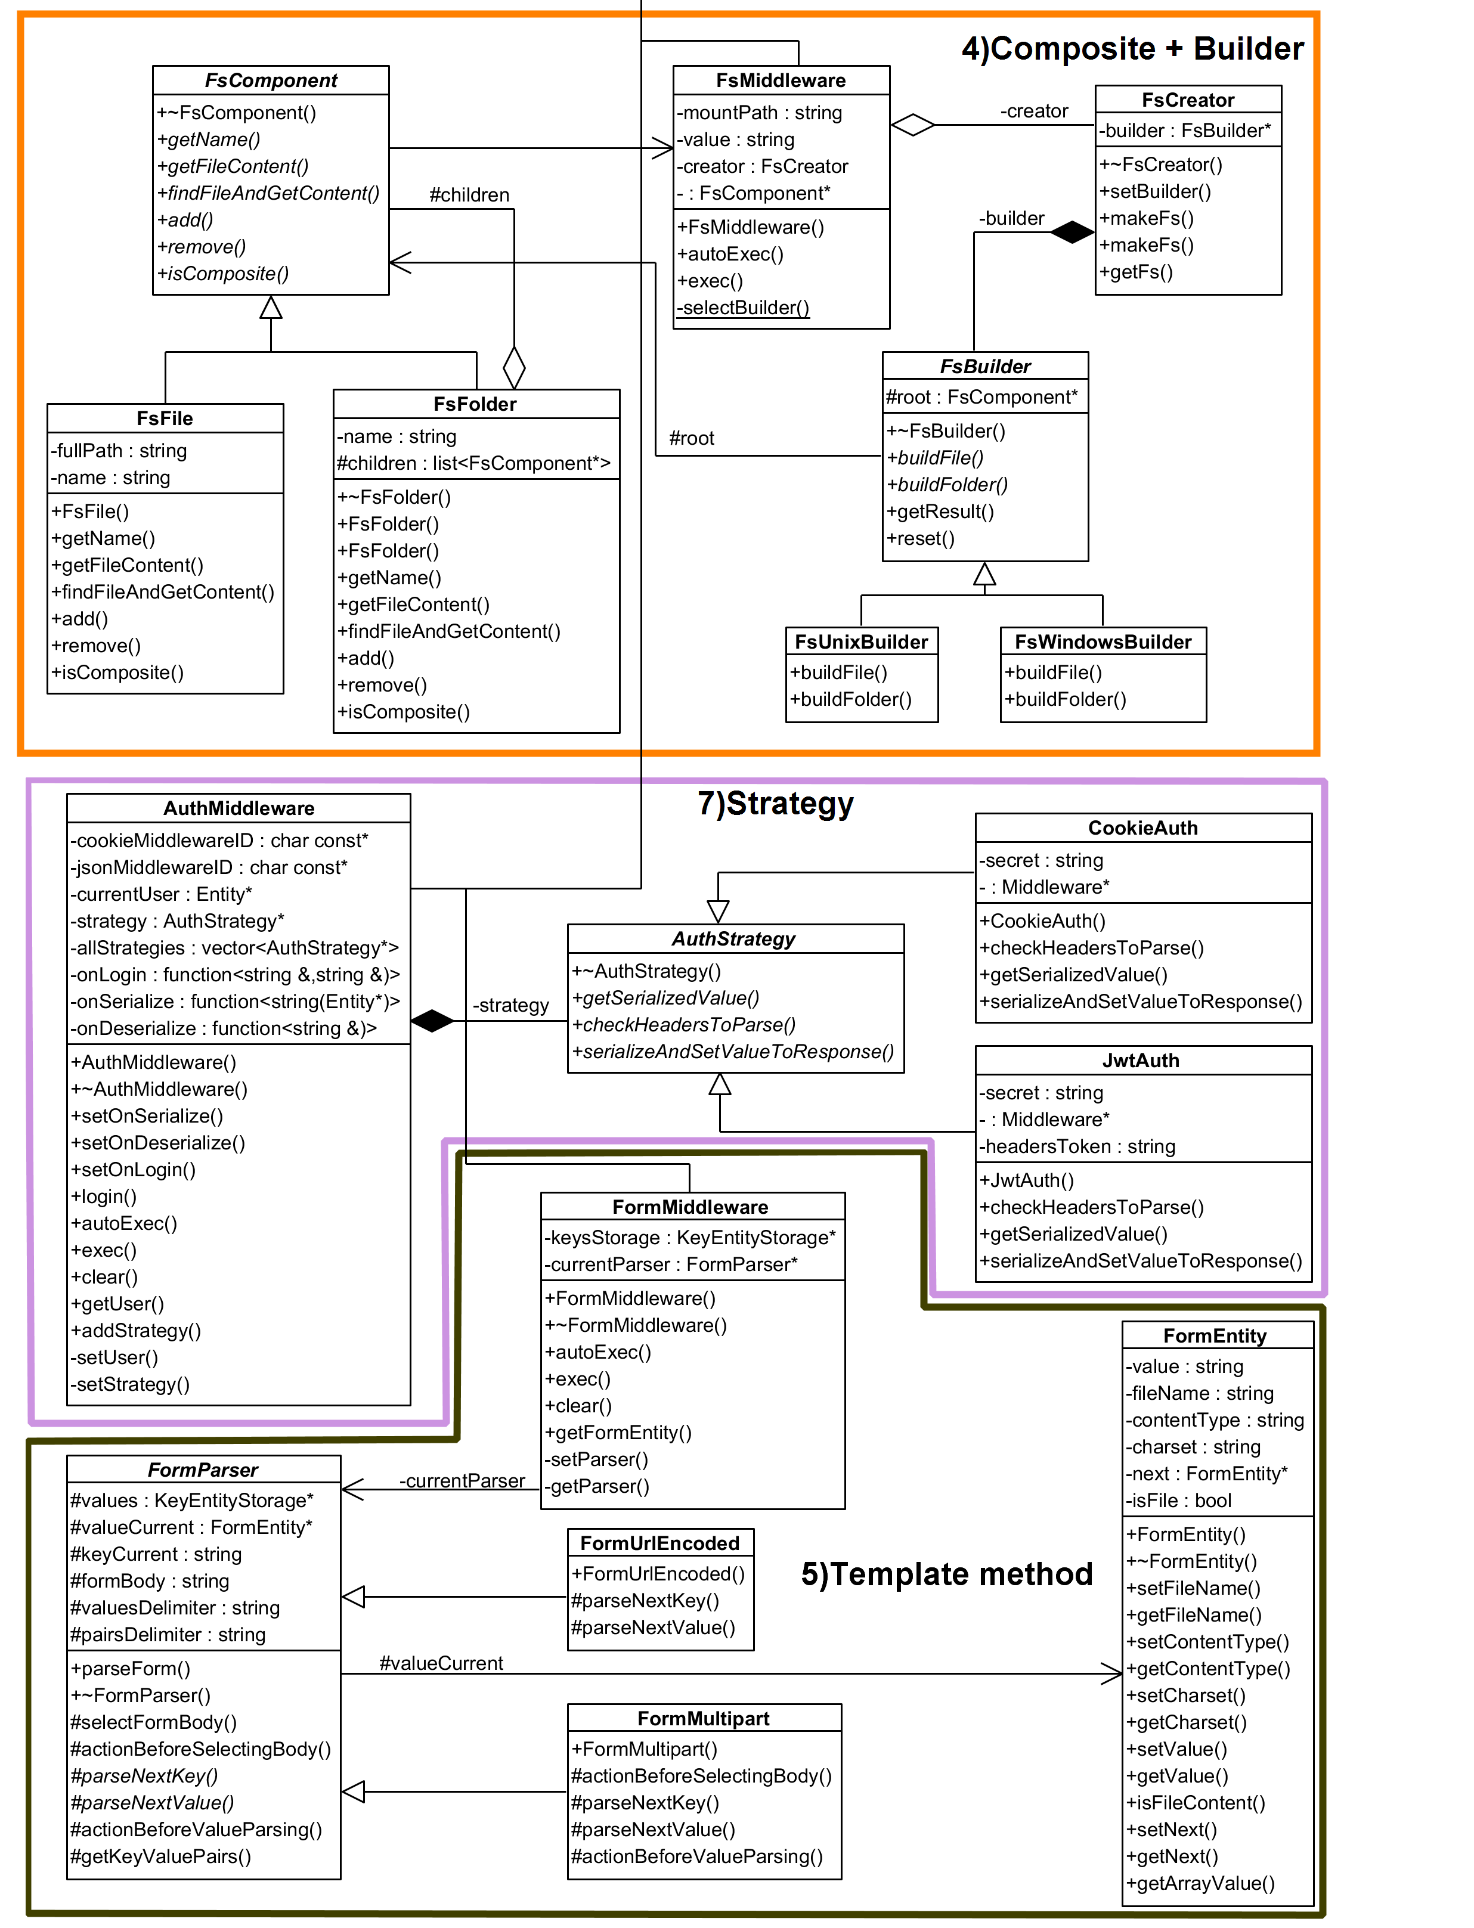 4)Composite + Builder
FsComponent
+~FsComponent()
+getName()
+getFileContent()
+findFileAndGetContent()
+add()
+remove()
+isComposite()
#children
FsMiddleware
-mountPath : string
-value : string
-creator : FsCreator
- : FsComponent*
+FsMiddleware()
+autoExec()
+exec()
-selectBuilder()
-creator
FsCreator
-builder : FsBuilder*
+~FsCreator()
+setBuilder()
+makeFs()
+makeFs()
+getFs()
-builder
FsBuilder
#root : FsComponent*
+~FsBuilder()
+buildFile()
+buildFolder()
+getResult()
+reset()
#root
FsFile
-fullPath : string
-name : string
+FsFile()
+getName()
+getFileContent()
+findFileAndGetContent()
+add()
+remove()
+isComposite()
FsFolder
-name : string
#children : list<FsComponent*>
+~FsFolder()
+FsFolder()
+FsFolder()
+getName()
+getFileContent()
+findFileAndGetContent()
+add()
+remove()
+isComposite()
FsUnixBuilder
+buildFile()
+buildFolder()
FsWindowsBuilder
+buildFile()
+buildFolder()
7)Strategy
AuthMiddleware
-cookieMiddlewareID : char const*
-jsonMiddlewareID : char const*
-currentUser : Entity*
-strategy : AuthStrategy*
-allStrategies : vector<AuthStrategy*>
-onLogin : function<string &,string &)>
-onSerialize : function<string(Entity*)>
-onDeserialize : function<string &)>
+AuthMiddleware()
+~AuthMiddleware()
+setOnSerialize()
+setOnDeserialize()
+setOnLogin()
+login()
+autoExec()
+exec()
+clear()
+getUser()
+addStrategy()
-setUser()
-setStrategy()
-strategy
AuthStrategy
+~AuthStrategy()
+getSerializedValue()
+checkHeadersToParse()
+serializeAndSetValueToResponse()
CookieAuth
-secret : string
- : Middleware*
+CookieAuth()
+checkHeadersToParse()
+getSerializedValue()
+serializeAndSetValueToResponse()
JwtAuth
-secret : string
- : Middleware*
-headersToken : string
+JwtAuth()
+checkHeadersToParse()
+getSerializedValue()
+serializeAndSetValueToResponse()
FormMiddleware
-keysStorage : KeyEntityStorage*
-currentParser : FormParser*
+FormMiddleware()
+~FormMiddleware()
+autoExec()
+exec()
+clear()
+getFormEntity()
-setParser()
-getParser()
-currentParser
FormParser
#values : KeyEntityStorage*
#valueCurrent : FormEntity*
#keyCurrent : string
#formBody : string
#valuesDelimiter : string
#pairsDelimiter : string
+parseForm()
+~FormParser()
#selectFormBody()
#actionBeforeSelectingBody()
#parseNextKey()
#parseNextValue()
#actionBeforeValueParsing()
#getKeyValuePairs()
FormUrlEncoded
+FormUrlEncoded()
#parseNextKey()
#parseNextValue()
5)Template method
#valueCurrent
FormMultipart
+FormMultipart()
#actionBeforeSelectingBody()
#parseNextKey()
#parseNextValue()
#actionBeforeValueParsing()
FormEntity
-value : string
-fileName : string
-contentType : string
-charset : string
-next : FormEntity*
-isFile : bool
+FormEntity()
+~FormEntity()
+setFileName()
+getFileName()
+setContentType()
+getContentType()
+setCharset()
+getCharset()
+setValue()
+getValue()
+isFileContent()
+setNext()
+getNext()
+getArrayValue()